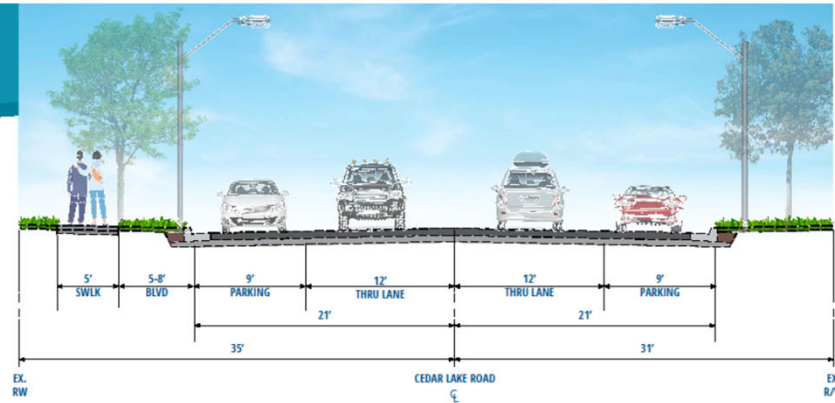 5' 5-8' 9' 12' 12' 9'
SWLK BLVD PARKING THRU LANE THRU LANE PARKING
21' 21'
35' 31'
EX. CEDAR LAKE ROAD EX
RW ℄ R/